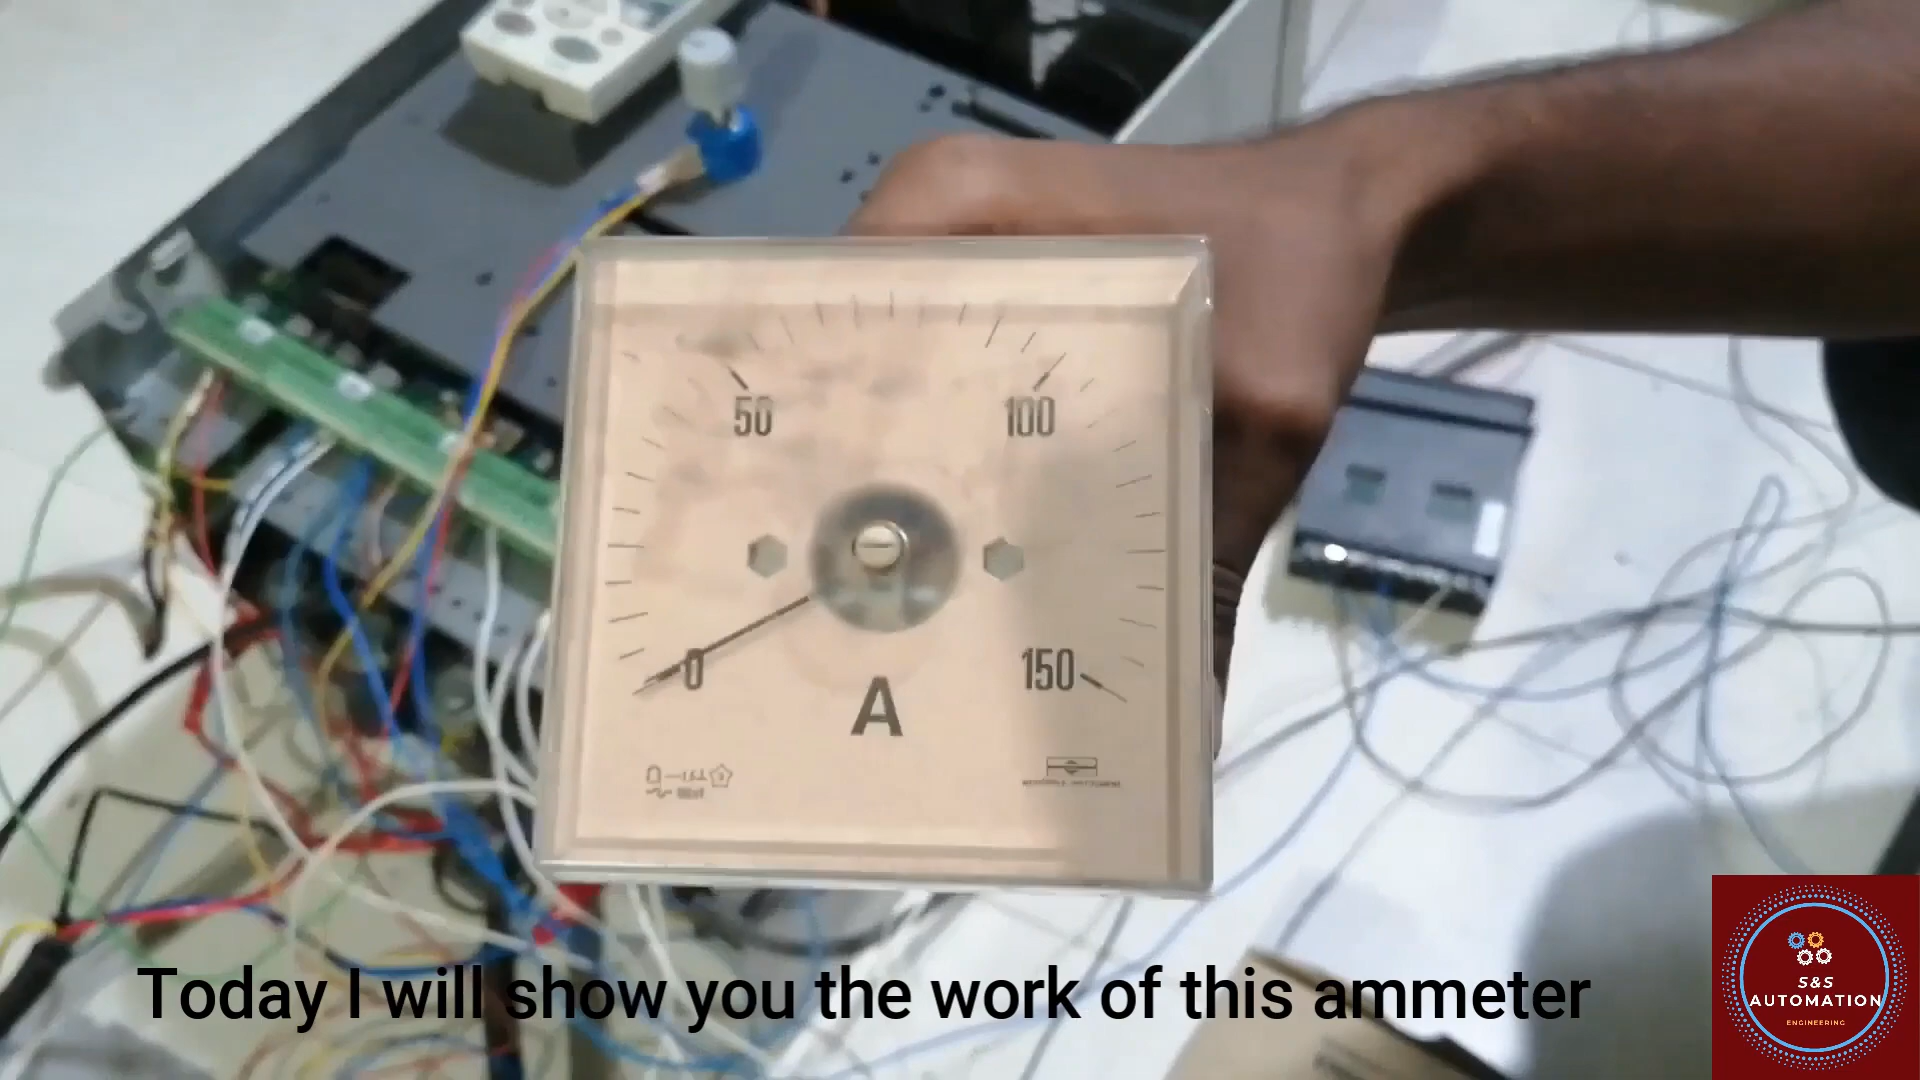 50
100
0
150
A
Today I will show you the work of this ammeter
S&S
AUTOMATION
ENGINEERING